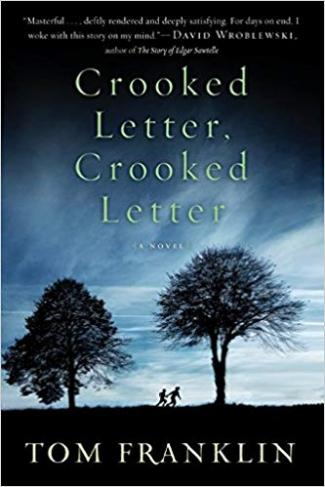 "Masterful . . . . deftly rendered and deeply satisfying. For days on end, I
woke with this story on my mind."— DAVID WROBLEWSKI,
author of The Story of Edgar Sawtelle
Crooked
Letter,
Crooked
Letter
{A NOVEL}
TOM FRANKLIN